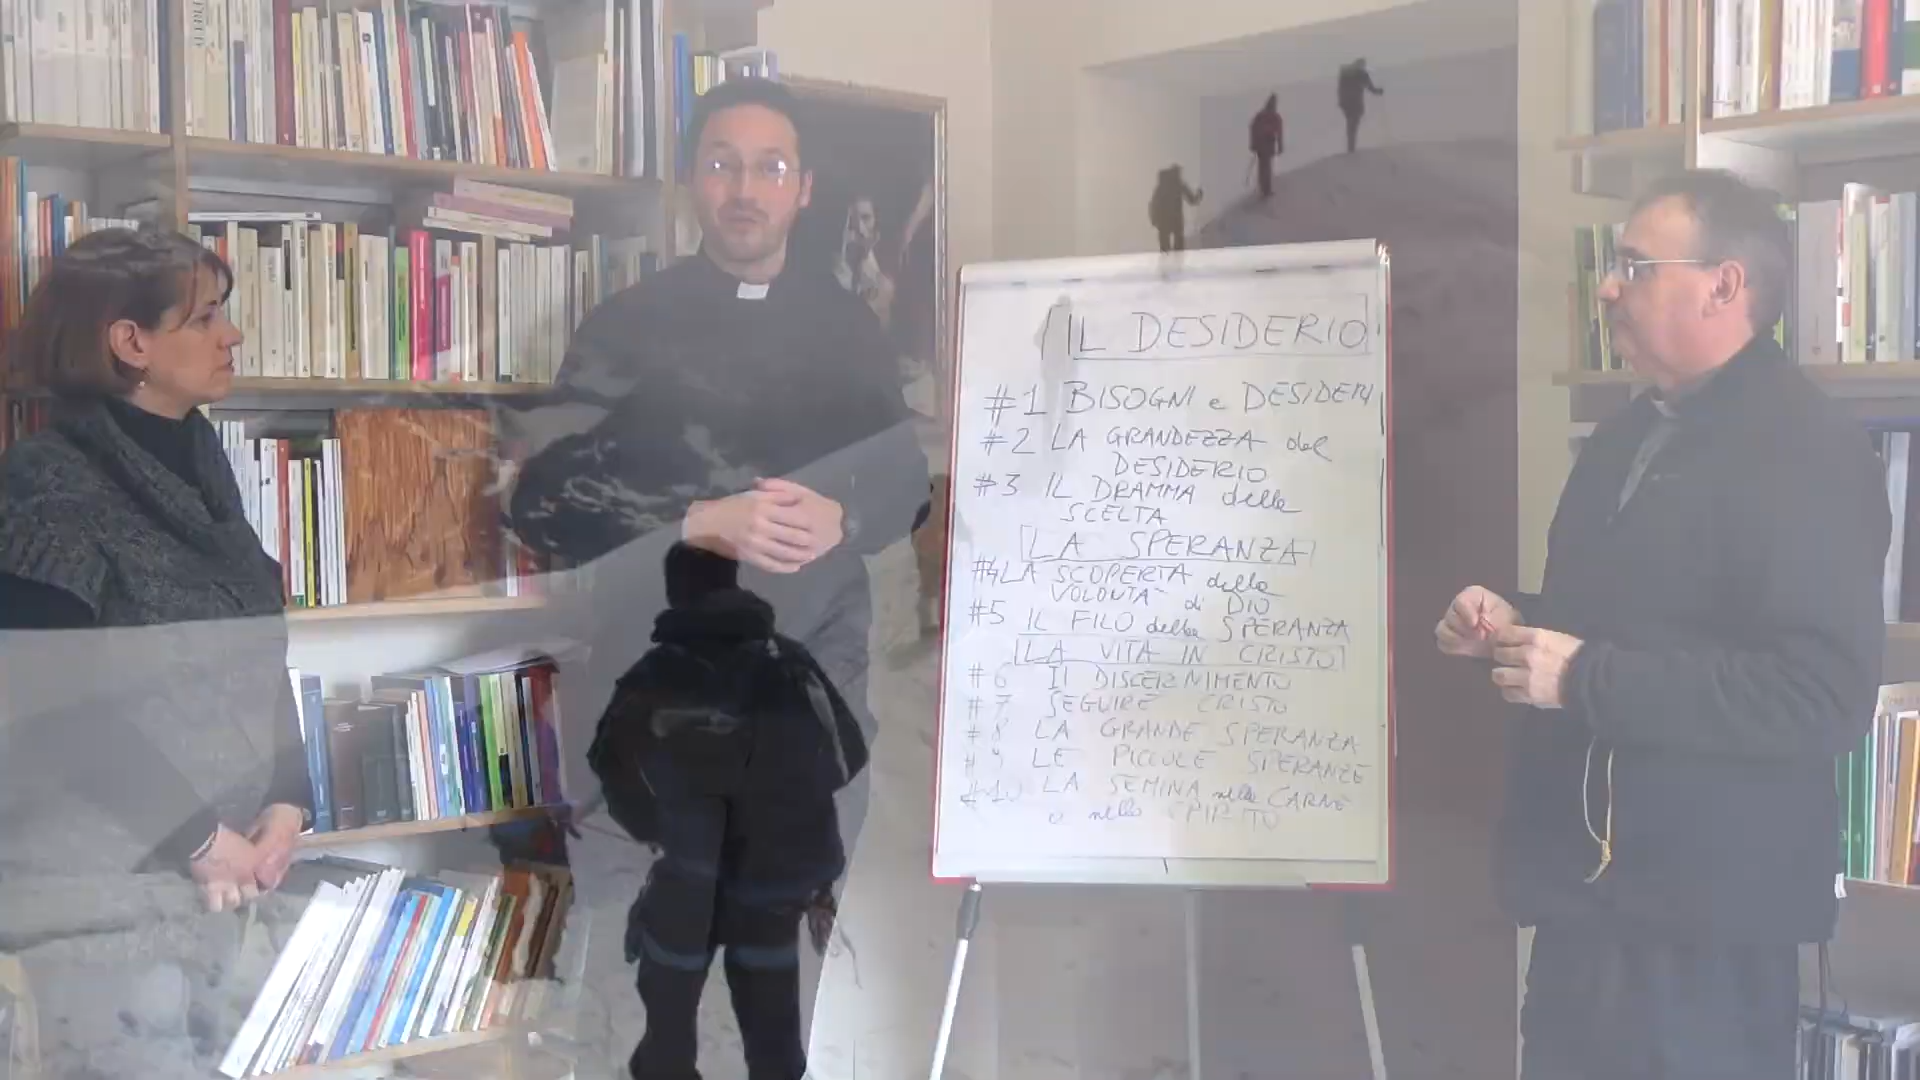 IL DESIDERIO
#1 BISOGNI e DESIDERI
#2 LA GRANDEZZA del
DESIDERIO
#3 IL DRAMMA della
SCELTA
LA SPERANZA
#4 LA SCOPERTA della
VOLONTA' di DIO
#5 IL FILO della SPERANZA
LA VITA IN CRISTO
#6 Il DISCERNIMENTO
#7 SEGUIRE CRISTO
#8 LA GRANDE SPERANZA
#9 LE PICCOLE SPERANZE
#10 LA SEMINA nella CARNE
o nello SPIRITO